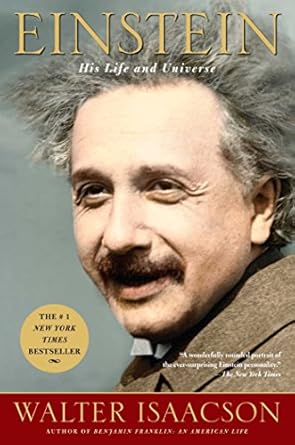 EINSTEIN
His Life and Universe
THE #1
NEW YORK
TIMES
BESTSELLER
"A wonderfully rounded portrait of
the ever-surprising Einstein personality."
—The New York Times
WALTER ISAACSON
AUTHOR OF BENJAMIN FRANKLIN: AN AMERICAN LIFE